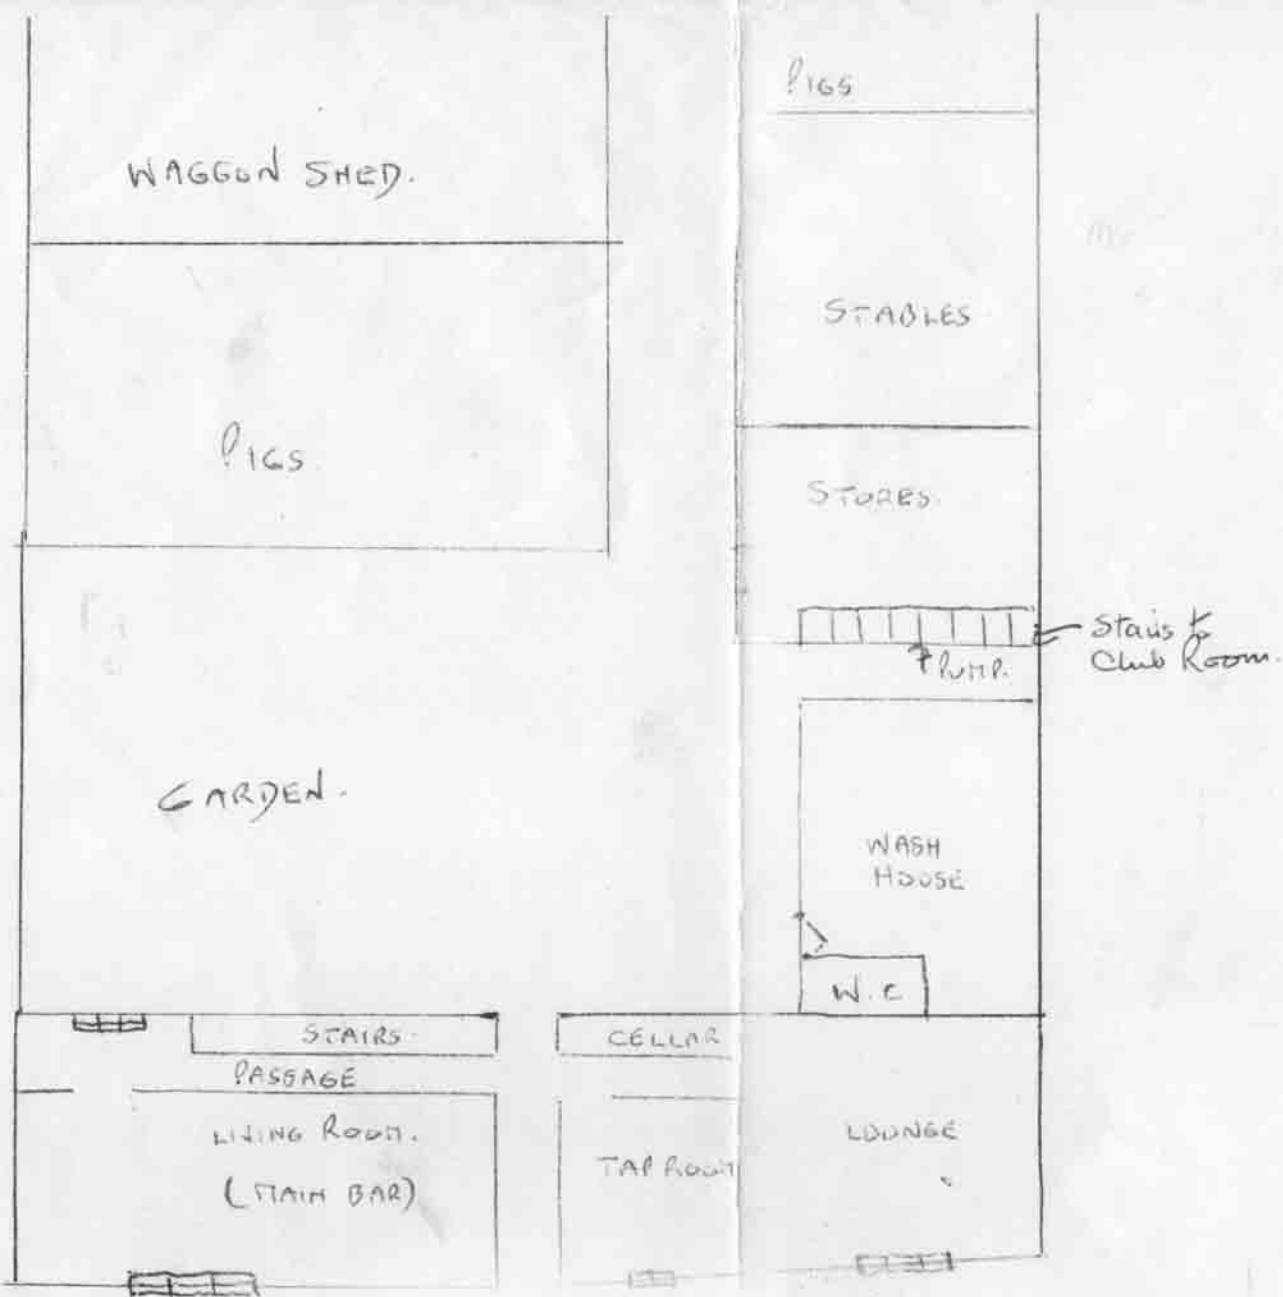 PIGS
WAGGON SHED.
STABLES
PIGS
STORES
Stairs to
Club Room.
PUMP.
GARDEN.
WASH
HOUSE
W.C
STAIRS
CELLAR
PASSAGE
LIVING ROOM.
(MAIN BAR)
TAP ROOM
LOUNGE